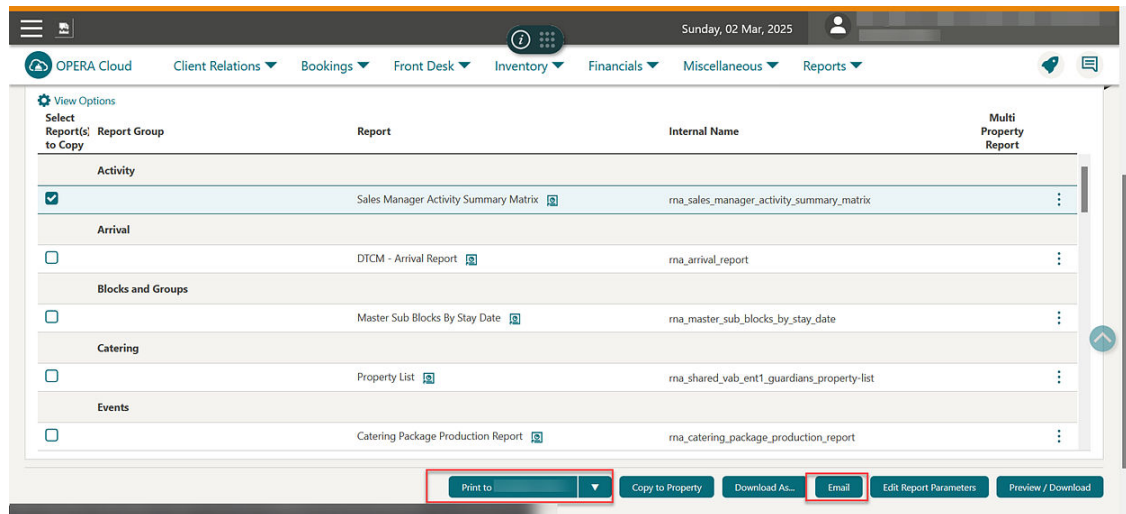 Sunday, 02 Mar, 2025
OPERA Cloud Client Relations Bookings Front Desk Inventory Financials Miscellaneous Reports
View Options
Select Report(s) to Copy Report Group Report Internal Name Multi Property Report
Activity
Sales Manager Activity Summary Matrix rna_sales_manager_activity_summary_matrix
Arrival
DTCM - Arrival Report rna_arrival_report
Blocks and Groups
Master Sub Blocks By Stay Date rna_master_sub_blocks_by_stay_date
Catering
Property List rna_shared_vab_ent1_guardians_property-list
Events
Catering Package Production Report rna_catering_package_production_report
Print to Copy to Property Download As... Email Edit Report Parameters Preview / Download